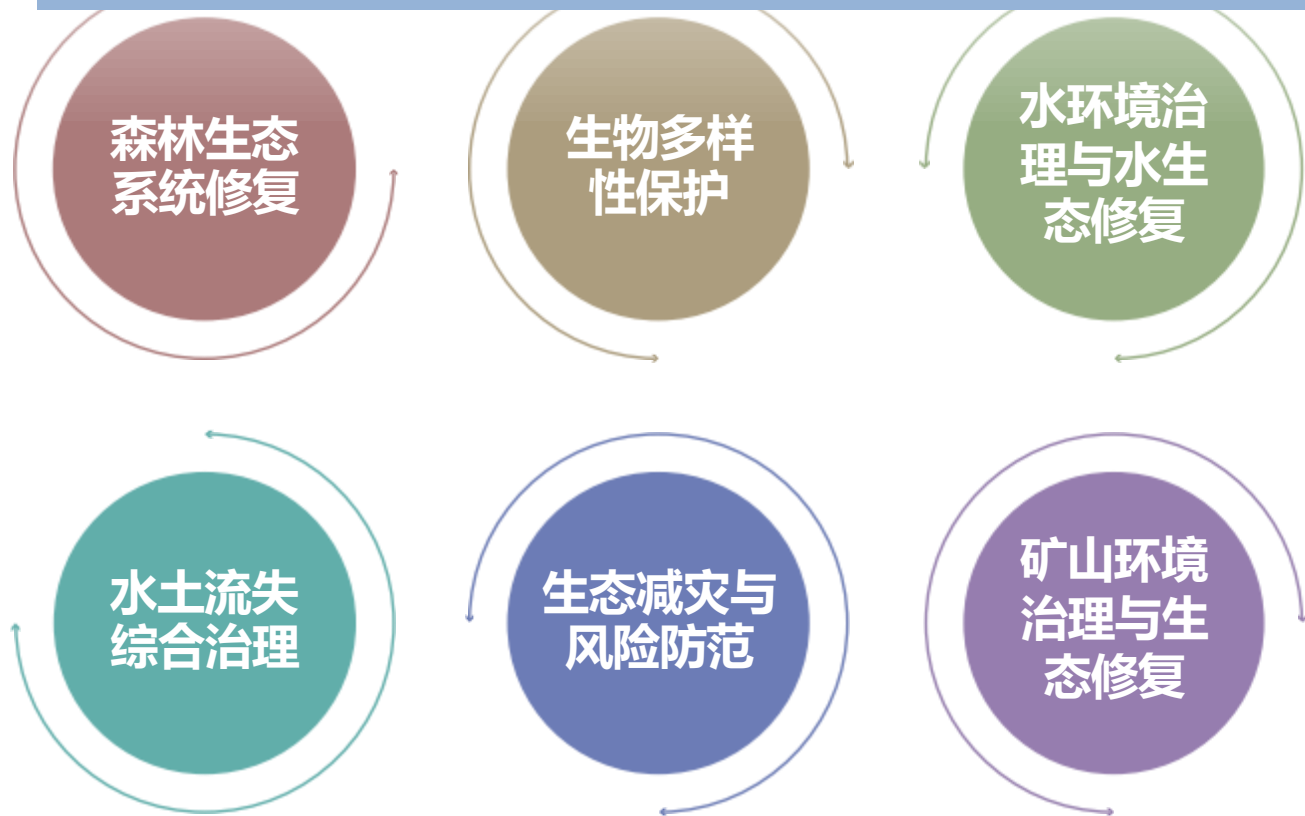 森林生态
系统修复
生物多样
性保护
水环境治
理与水生
态修复
水土流失
综合治理
生态减灾与
风险防范
矿山环境
治理与生
态修复